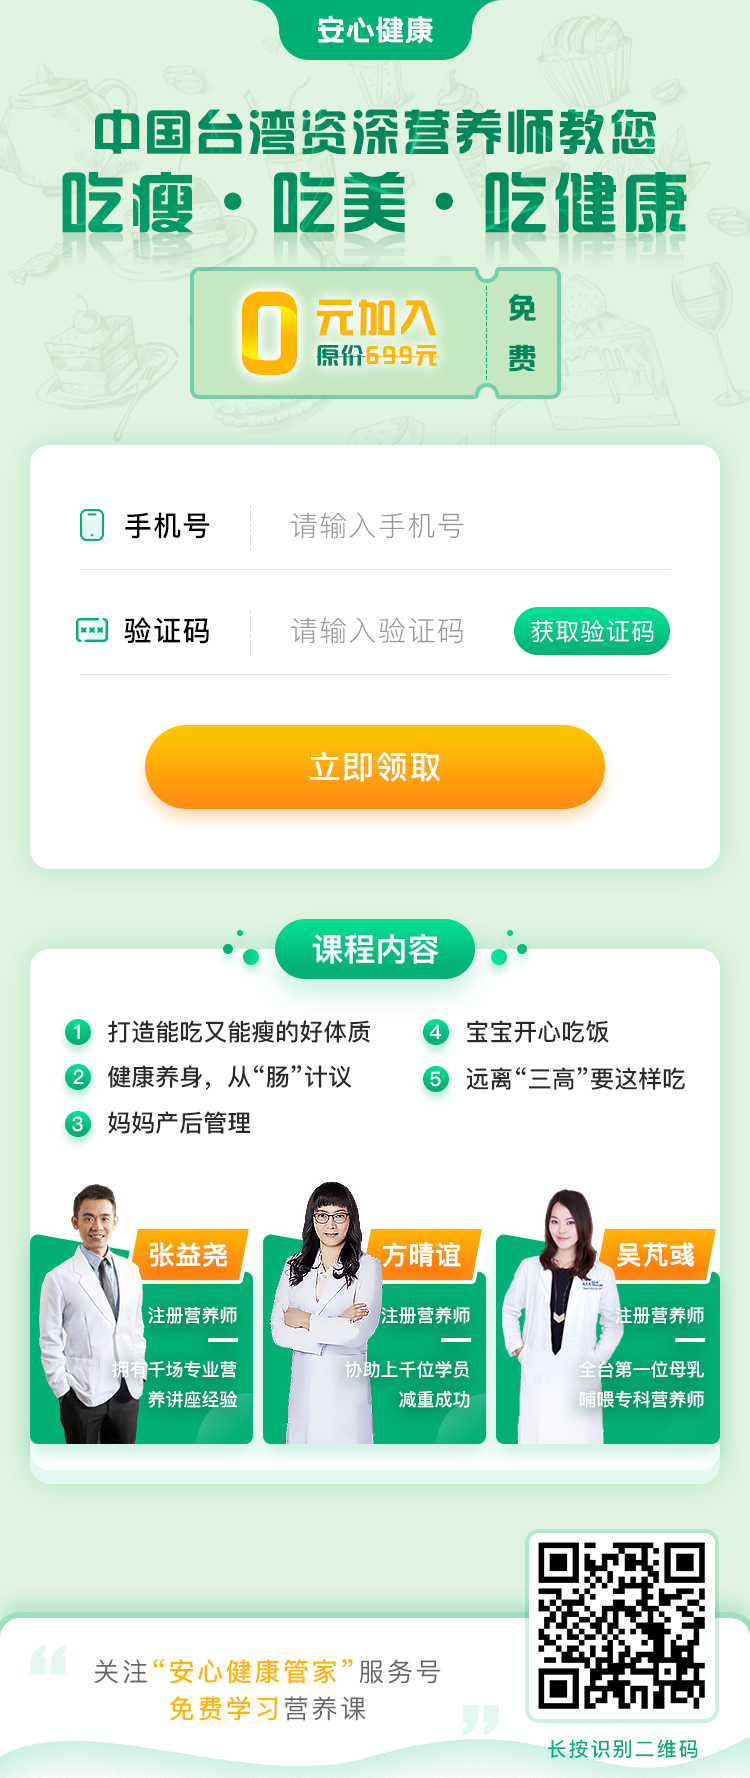 安心健康
中国台湾资深营养师教您
吃瘦·吃美·吃健康
0元加入
原价699元
免费
手机号 请输入手机号
验证码 请输入验证码 获取验证码
立即领取
课程内容
1 打造能吃又能瘦的好体质
2 健康养身，从“肠”计议
3 妈妈产后管理
4 宝宝开心吃饭
5 远离“三高”要这样吃
张益尧
注册营养师
拥有千场专业营
养讲座经验
方晴谊
注册营养师
协助上千位学员
减重成功
吴芃彧
注册营养师
全台第一位母乳
哺喂专科营养师
关注“安心健康管家”服务号
免费学习营养课
长按识别二维码